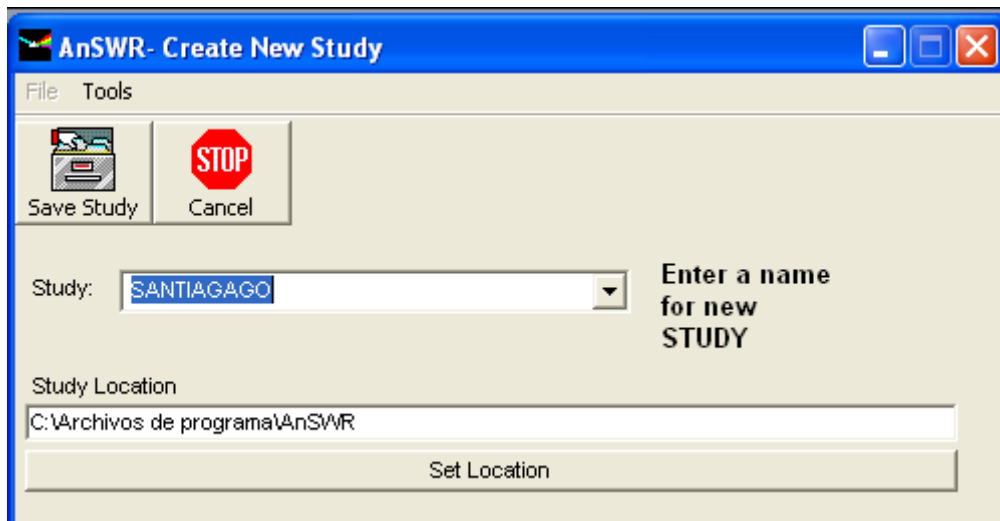 AnSWR- Create New Study
File Tools
STOP
Save Study Cancel
Study: SANTIAGAGO
Enter a name
for new
STUDY
Study Location
C:\Archivos de programa\AnSWR
Set Location